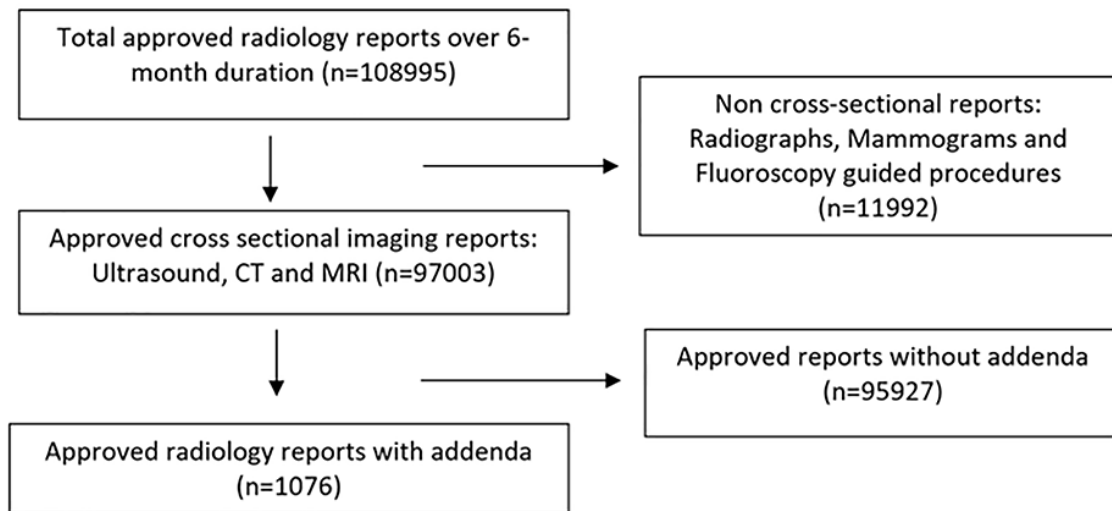 Total approved radiology reports over 6-
month duration (n=108995)
Non cross-sectional reports:
Radiographs, Mammograms and
Fluoroscopy guided procedures
(n=11992)
Approved cross sectional imaging reports:
Ultrasound, CT and MRI (n=97003)
Approved reports without addenda
(n=95927)
Approved radiology reports with addenda
(n=1076)